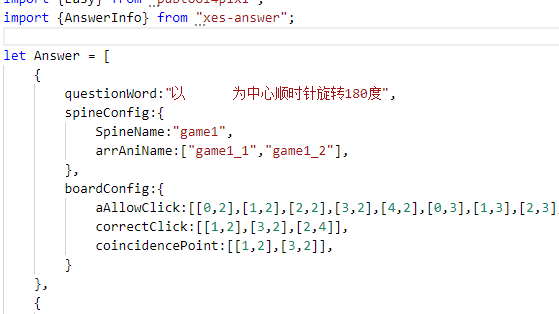 import {Easy} from "pubtool4pixi";
import {AnswerInfo} from "xes-answer";
let Answer = [
{
questionWord:"以 为中心顺时针旋转180度",
spineConfig:{
SpineName:"game1",
arrAniName:["game1_1","game1_2"],
},
boardConfig:{
aAllowClick:[[0,2],[1,2],[2,2],[3,2],[4,2],[0,3],[1,3],[2,3],
correctClick:[[1,2],[3,2],[2,4]],
coincidencePoint:[[1,2],[3,2]],
}
},
{